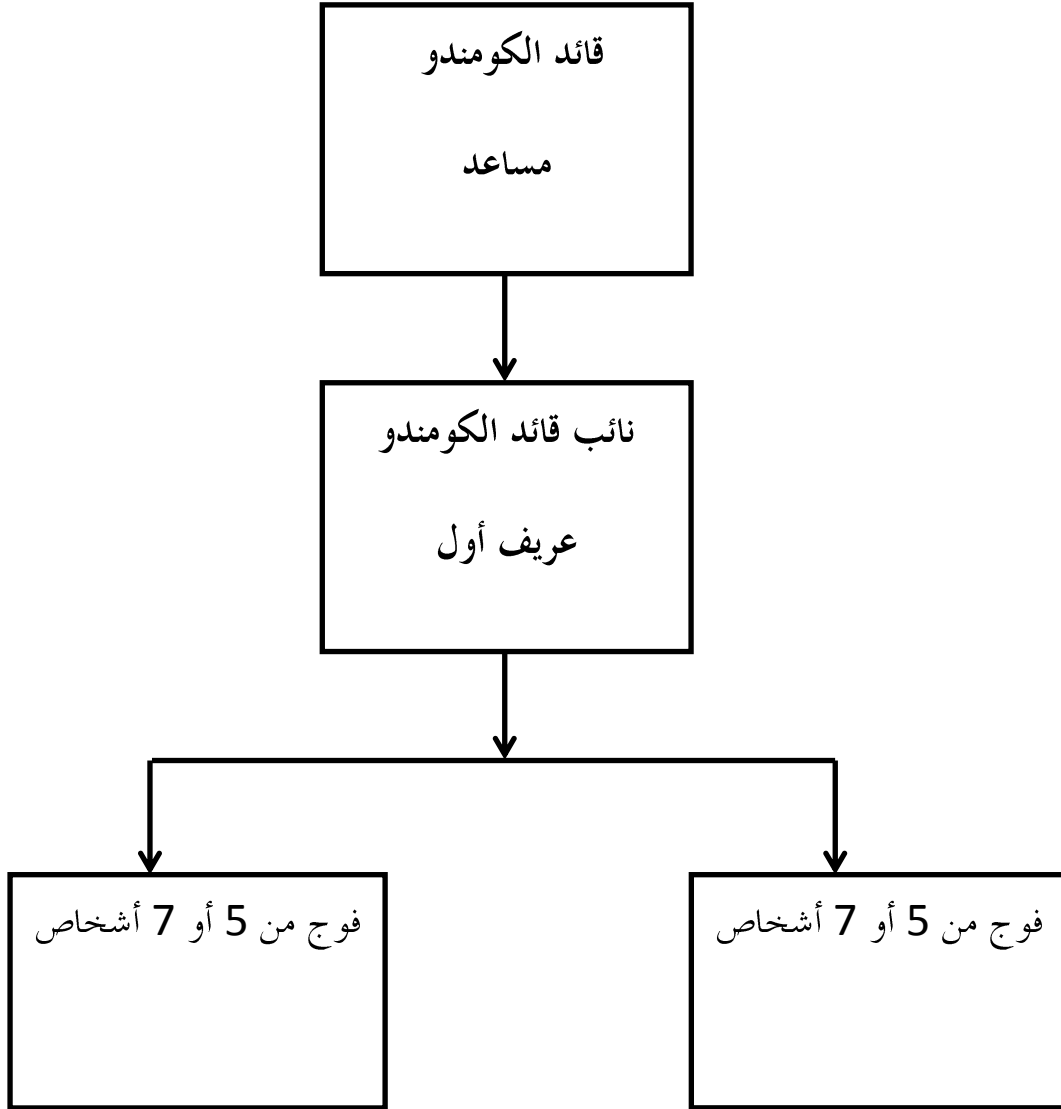 قائد الكومندو
مساعد
نائب قائد الكومندو
عريف أول
فوج من 5 أو 7 أشخاص
فوج من 5 أو 7 أشخاص